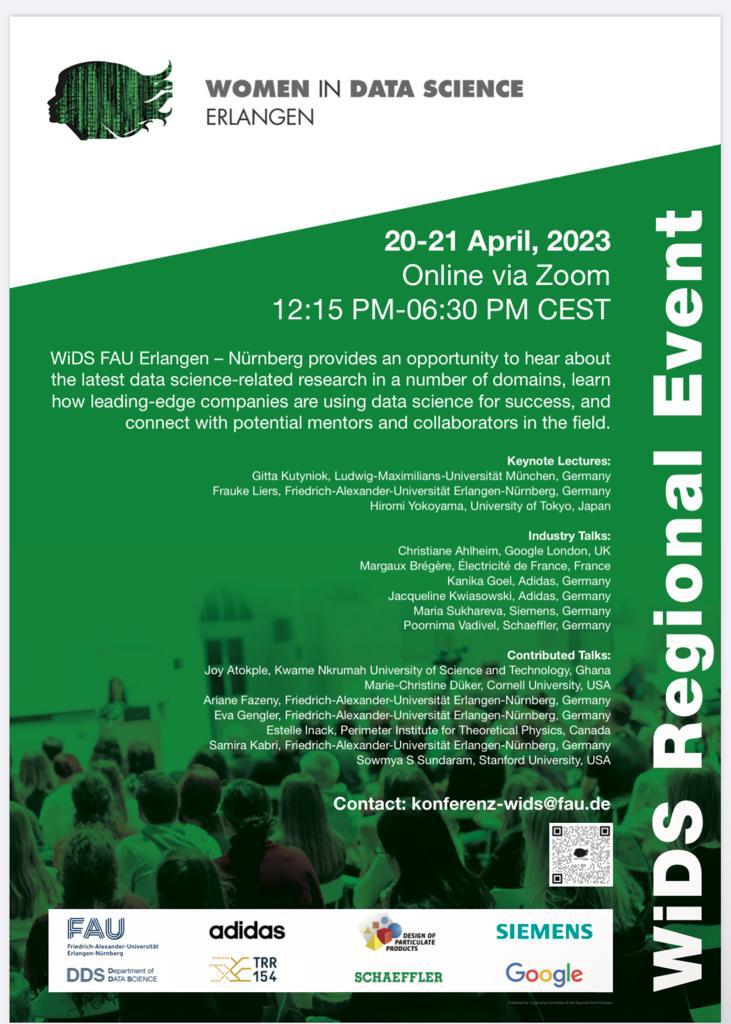 WOMEN IN DATA SCIENCE
ERLANGEN
20-21 April, 2023
Online via Zoom
12:15 PM-06:30 PM CEST
WiDS FAU Erlangen – Nürnberg provides an opportunity to hear about
the latest data science-related research in a number of domains, learn
how leading-edge companies are using data science for success, and
connect with potential mentors and collaborators in the field.
Keynote Lectures:
Gitta Kutyniok, Ludwig-Maximilians-Universität München, Germany
Frauke Liers, Friedrich-Alexander-Universität Erlangen-Nürnberg, Germany
Hiromi Yokoyama, University of Tokyo, Japan
Industry Talks:
Christiane Ahlheim, Google London, UK
Margaux Brégère, Électricité de France, France
Kanika Goel, Adidas, Germany
Jacqueline Kwiasowski, Adidas, Germany
Maria Sukhareva, Siemens, Germany
Poornima Vadivel, Schaeffler, Germany
Contributed Talks:
Joy Atokple, Kwame Nkrumah University of Science and Technology, Ghana
Marie-Christine Düker, Cornell University, USA
Ariane Fazeny, Friedrich-Alexander-Universität Erlangen-Nürnberg, Germany
Eva Gengler, Friedrich-Alexander-Universität Erlangen-Nürnberg, Germany
Estelle Inack, Perimeter Institute for Theoretical Physics, Canada
Samira Kabri, Friedrich-Alexander-Universität Erlangen-Nürnberg, Germany
Sowmya S Sundaram, Stanford University, USA
Contact: konferenz-wids@fau.de
WiDS Regional Event
FAU
Friedrich-Alexander-Universität
Erlangen-Nürnberg
adidas
DESIGN OF
PARTICULATE
PRODUCTS
SIEMENS
DDS Department of
DATA SCIENCE
TRR
154
SCHAEFFLER
Google